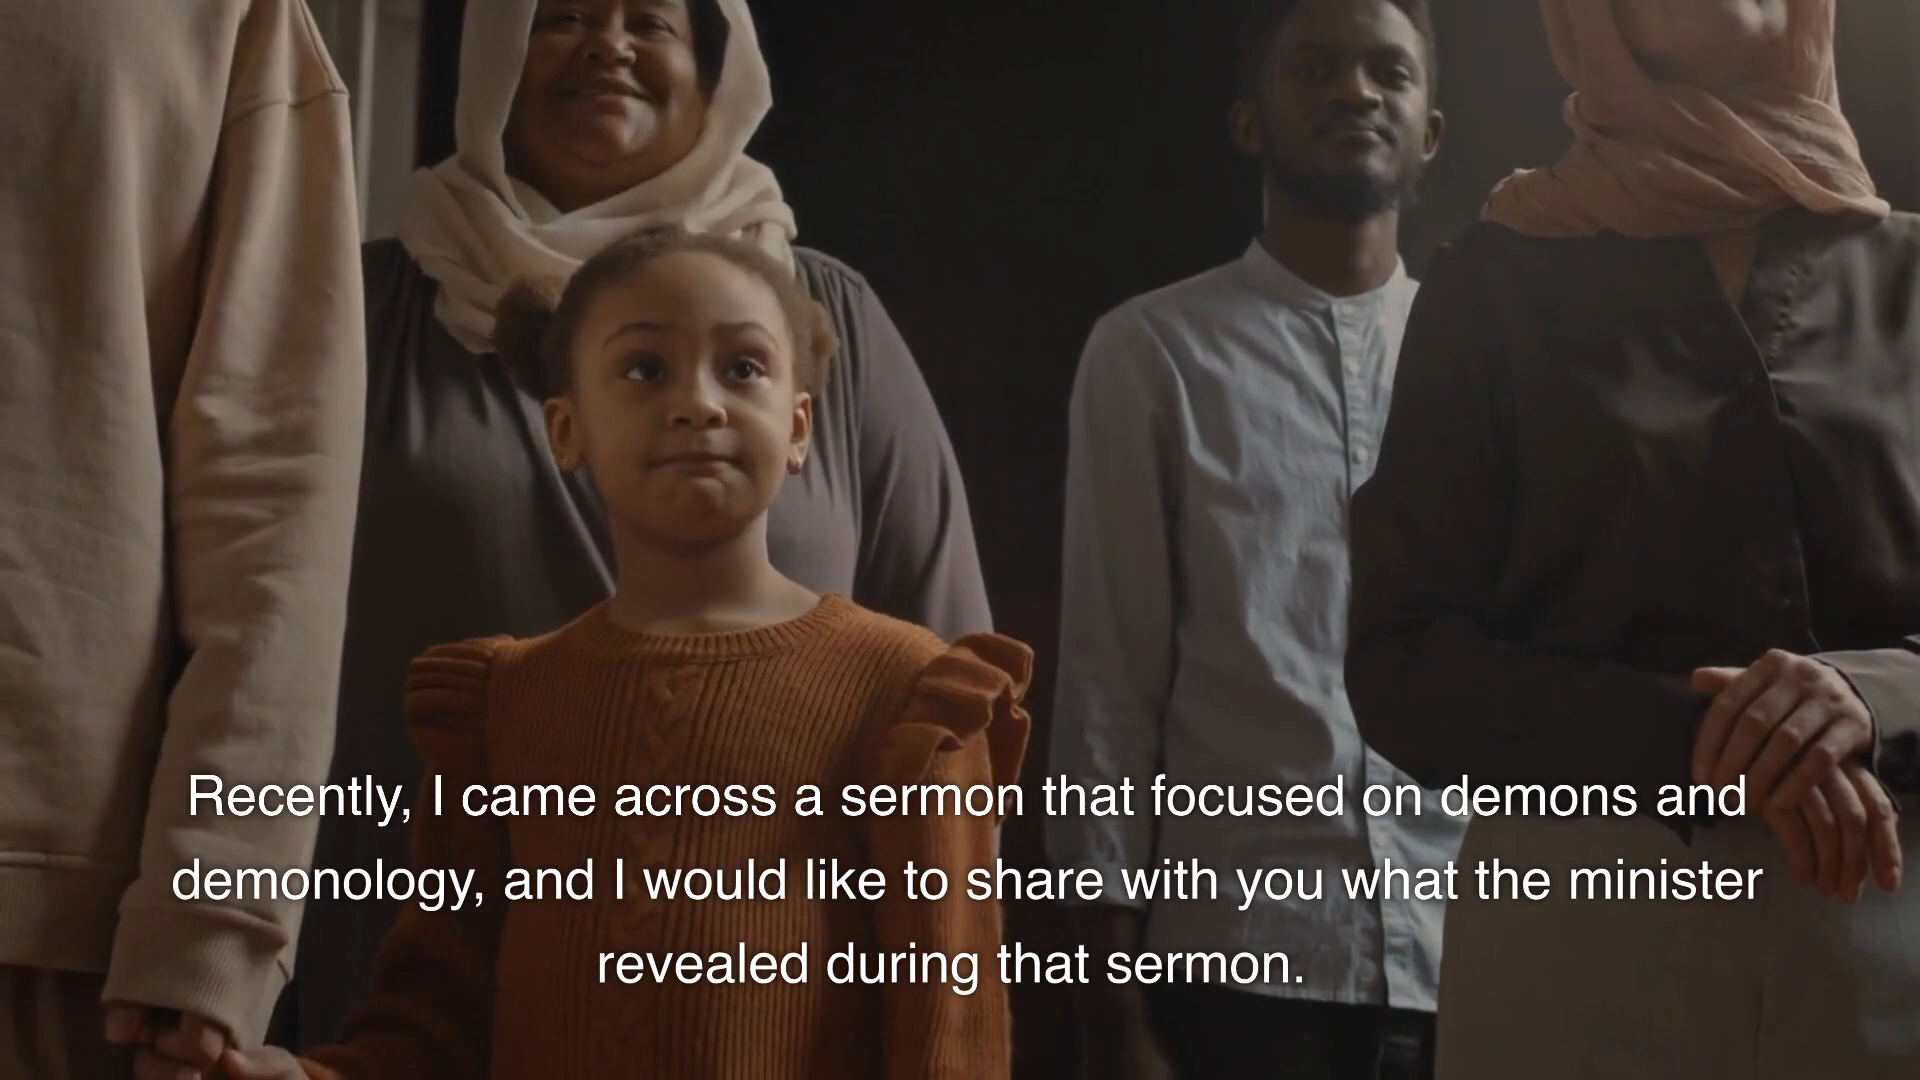 Recently, I came across a sermon that focused on demons and
demonology, and I would like to share with you what the minister
revealed during that sermon.